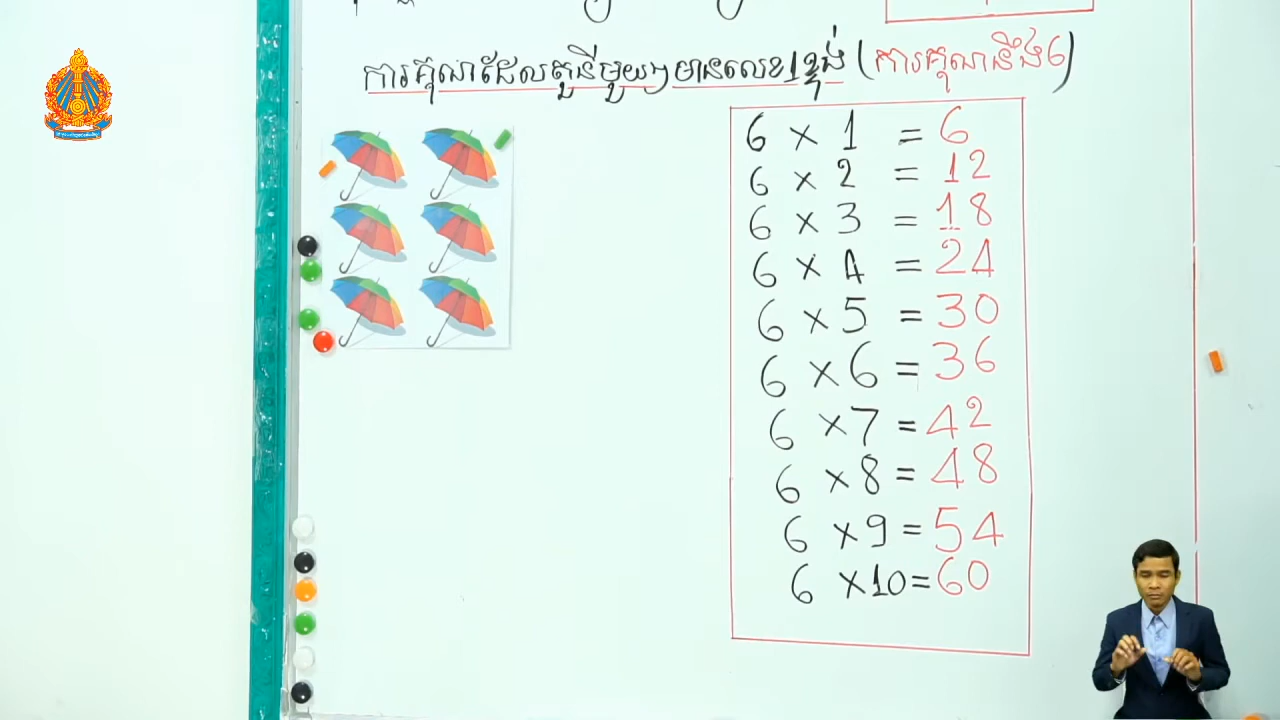 ការគុណដែលតួនីមួយៗមានលេខ1ខ្ទង់ (ការគុណនឹង6)
6 × 1 = 6
6 × 2 = 12
6 × 3 = 18
6 × 4 = 24
6 × 5 = 30
6 × 6 = 36
6 × 7 = 42
6 × 8 = 48
6 × 9 = 54
6 × 10 = 60